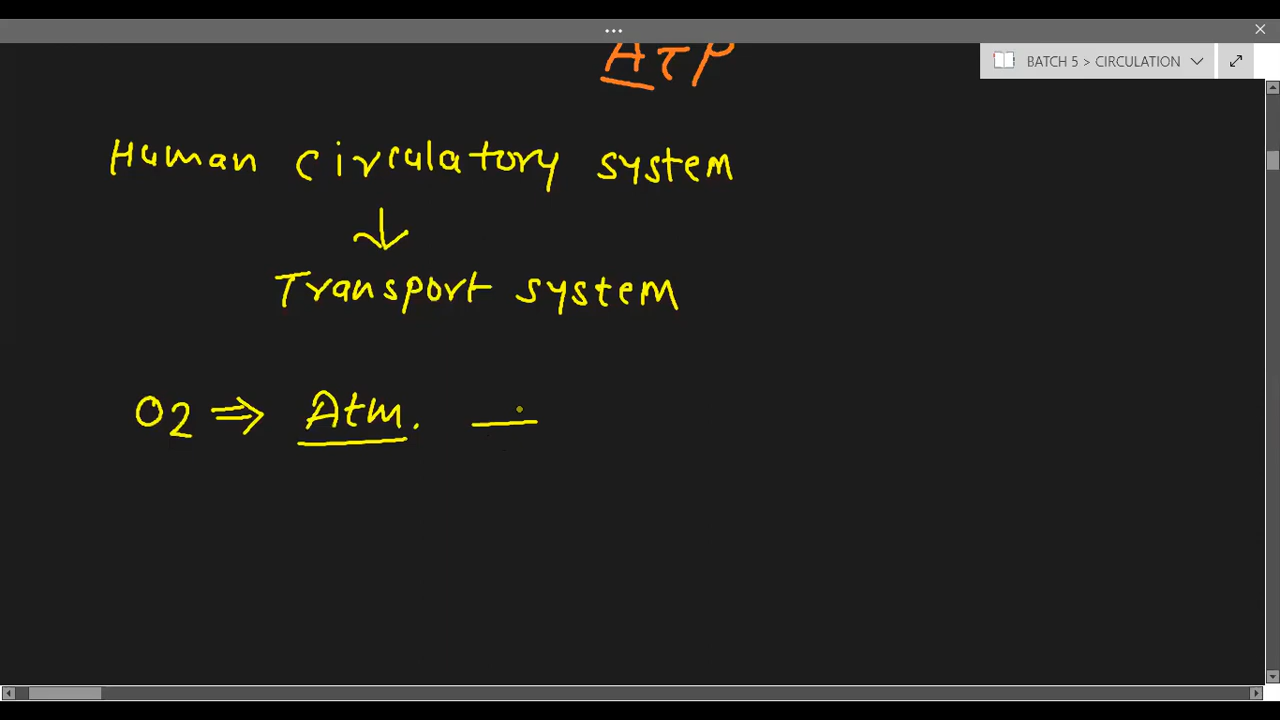 ATP
BATCH 5 > CIRCULATION
Human Circulatory system
↓
Transport system
O2 ⇒ Atm. —